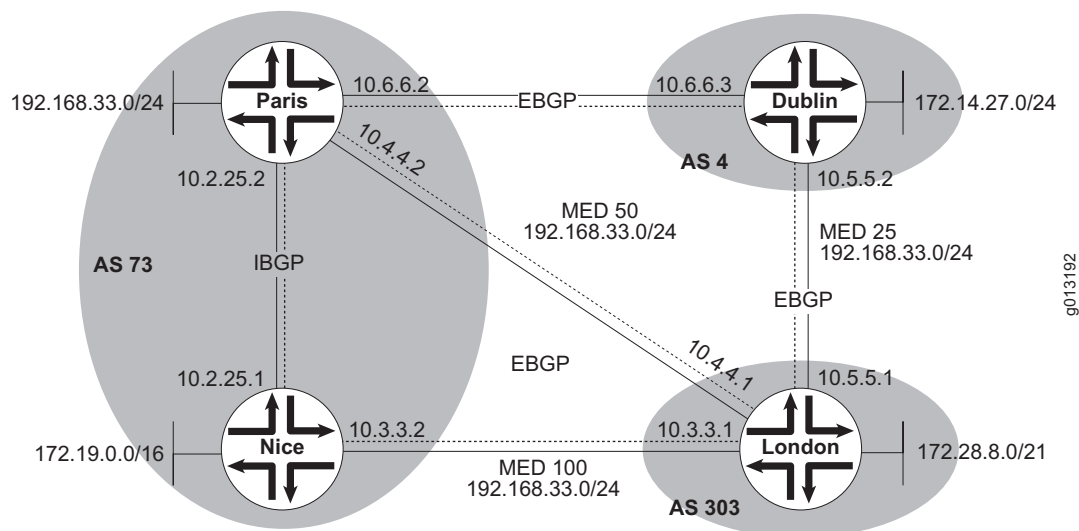 192.168.33.0/24
Paris
10.6.6.2
EBGP
10.6.6.3
Dublin
172.14.27.0/24
10.4.4.2
AS 4
10.2.25.2
10.5.5.2
MED 50
192.168.33.0/24
MED 25
192.168.33.0/24
AS 73
IBGP
EBGP
g013192
EBGP
10.4.4.1
10.2.25.1
10.5.5.1
172.19.0.0/16
Nice
10.3.3.2
10.3.3.1
London
172.28.8.0/21
MED 100
192.168.33.0/24
AS 303